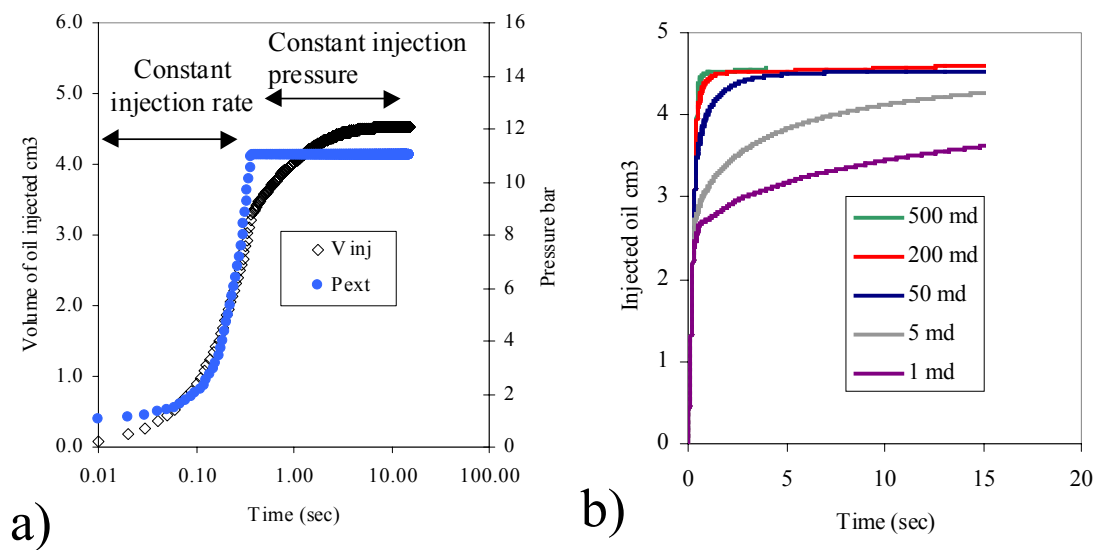 6.0
5.0
4.0
3.0
2.0
1.0
0.0
Volume of oil injected cm3
16
14
12
10
8
6
4
2
0
Pressure bar
Constant
injection rate
Constant injection
pressure
V inj
Pext
0.01
0.10
1.00
10.00
100.00
Time (sec)
a)
5
4
3
2
1
0
Injected oil cm3
500 md
200 md
50 md
5 md
1 md
0
5
10
15
20
Time (sec)
b)